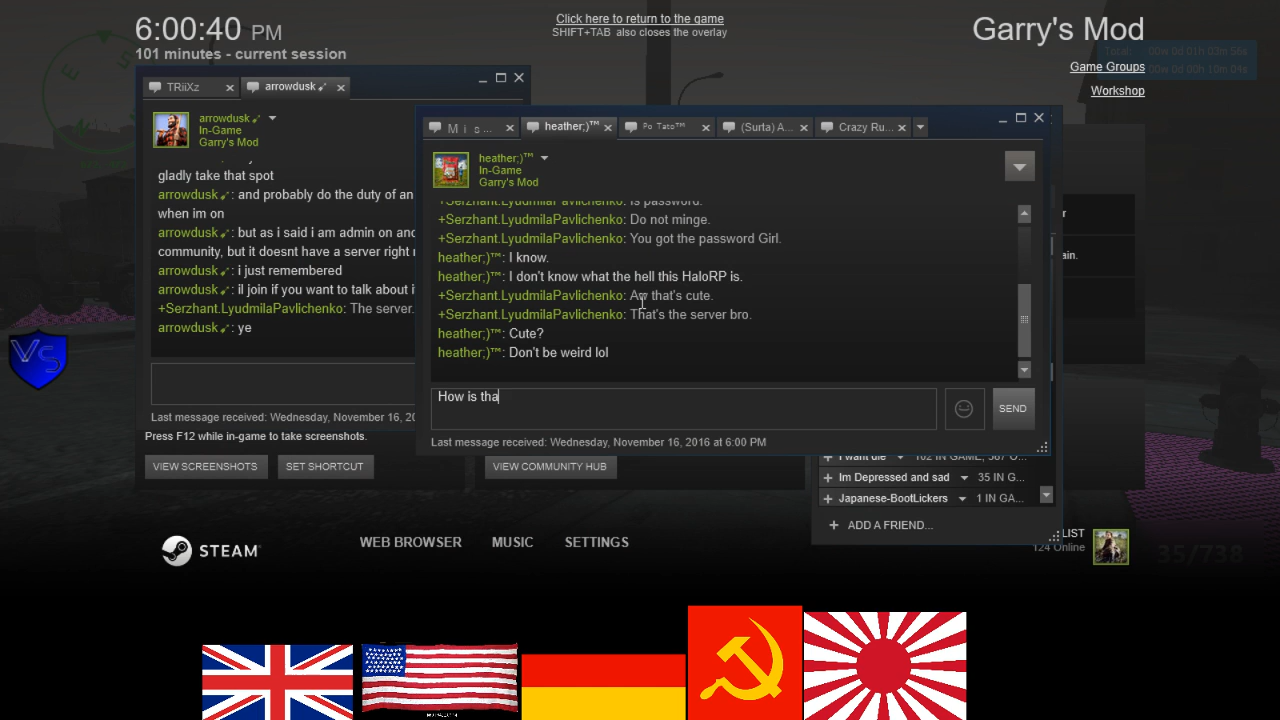 6:00:40 PM
101 minutes - current session
Click here to return to the game
SHIFT+TAB also closes the overlay
Garry's Mod
Game Groups
Workshop
TRiiXz
arrowdusk
arrowdusk
In-Game
Garry's Mod
gladly take that spot
arrowdusk: and probably do the duty of an
when im on
arrowdusk: but as i said i am admin on
community, but it doesnt have a server right
arrowdusk: i just remembered
arrowdusk: il join if you want to talk about
+Serzhant.LyudmilaPavlichenko: The server.
arrowdusk: ye
Last message received: Wednesday, November 16, 20
M i s ...
heather;)™
Po Tato™
(Surta) A...
Crazy Ru...
heather;)™
In-Game
Garry's Mod
+Serzhant.LyudmilaPavlichenko: is password.
+Serzhant.LyudmilaPavlichenko: Do not minge.
+Serzhant.LyudmilaPavlichenko: You got the password Girl.
heather;)™: I know.
heather;)™: I don't know what the hell this HaloRP is.
+Serzhant.LyudmilaPavlichenko: Aw that's cute.
+Serzhant.LyudmilaPavlichenko: That's the server bro.
heather;)™: Cute?
heather;)™: Don't be weird lol
How is tha
SEND
Last message received: Wednesday, November 16, 2016 at 6:00 PM
Press F12 while in-game to take screenshots.
VIEW SCREENSHOTS
SET SHORTCUT
VIEW COMMUNITY HUB
+ I want die
+ Im Depressed and sad 35 IN G...
+ Japanese-BootLickers 1 IN GA...
+ ADD A FRIEND...
LIST
124 Online
STEAM
WEB BROWSER
MUSIC
SETTINGS
35/738
VS